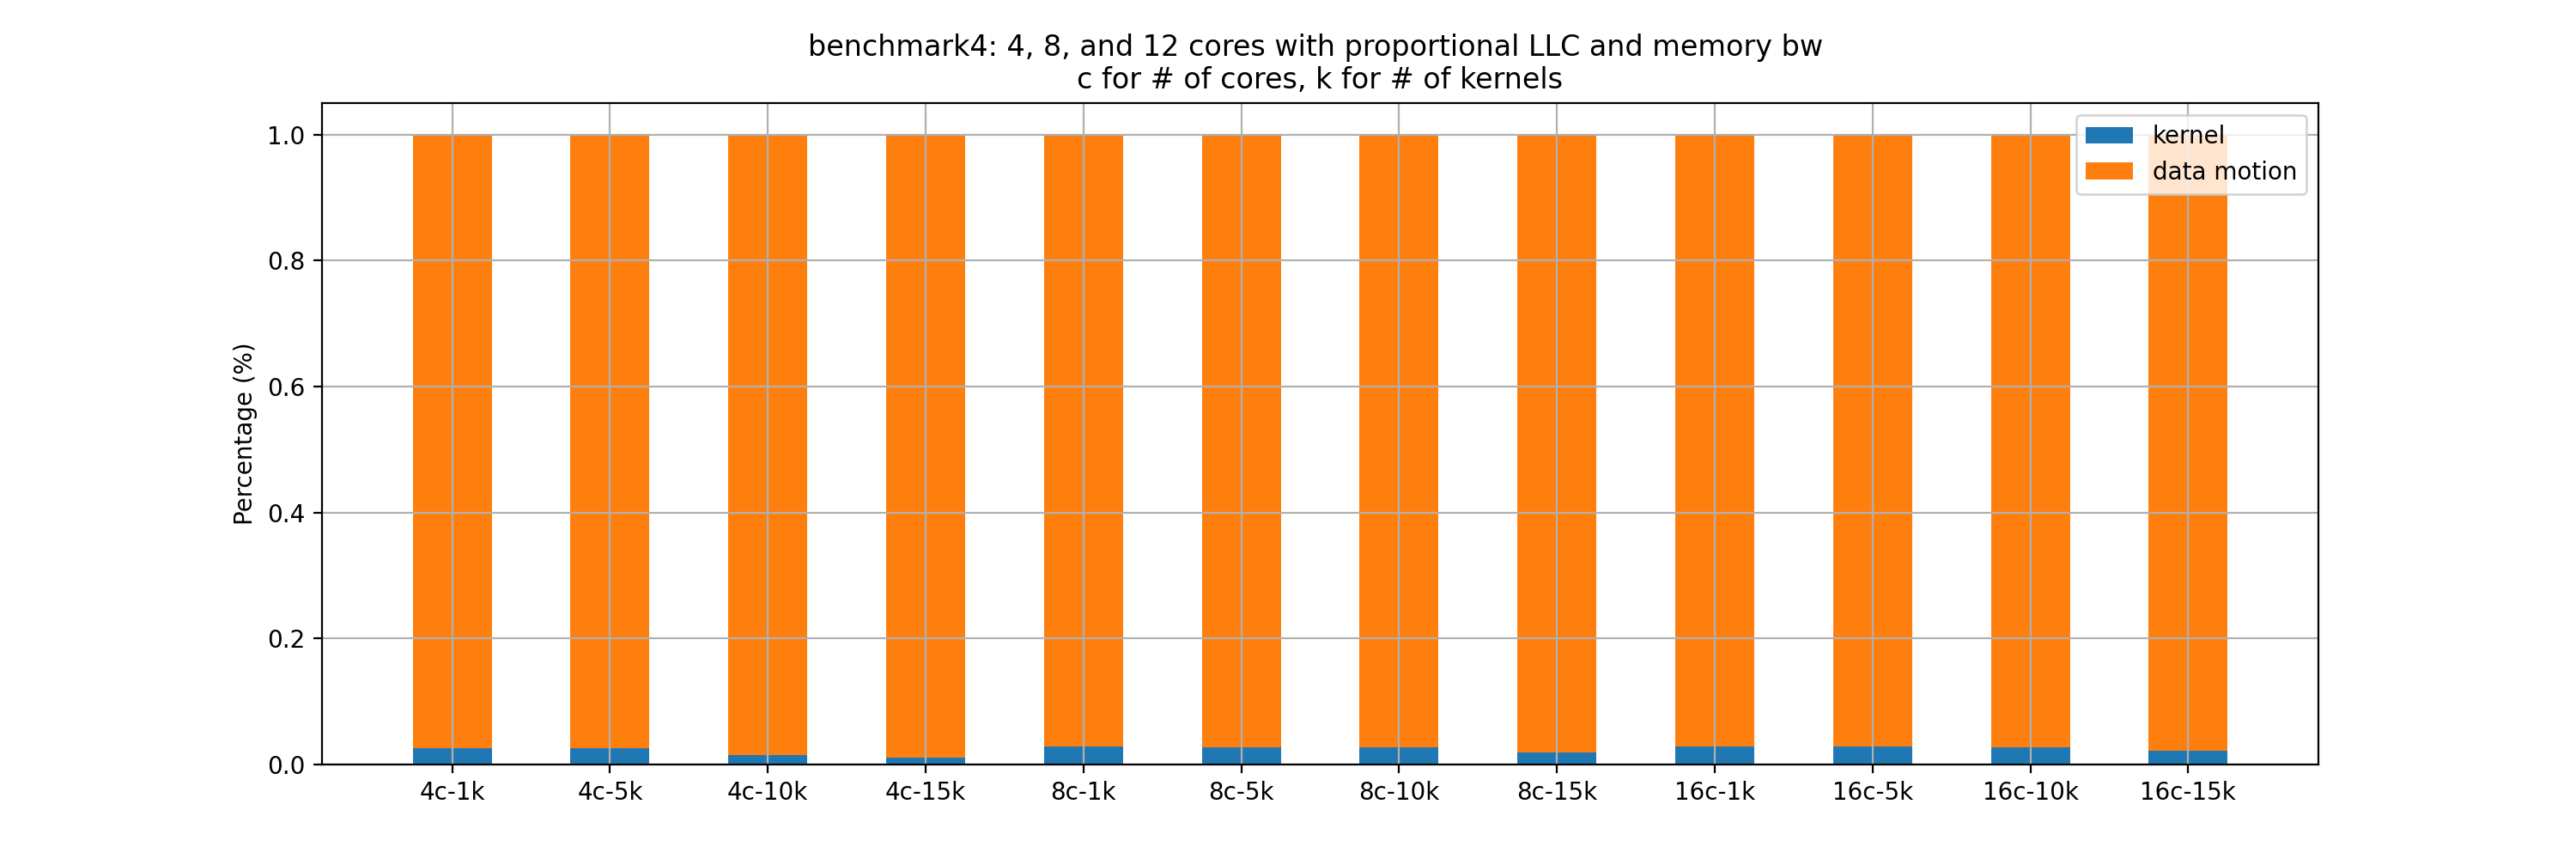 benchmark4: 4, 8, and 12 cores with proportional LLC and memory bw
c for # of cores, k for # of kernels
kernel
data motion
Percentage (%)
1.0
0.8
0.6
0.4
0.2
0.0
4c-1k 4c-5k 4c-10k 4c-15k 8c-1k 8c-5k 8c-10k 8c-15k 16c-1k 16c-5k 16c-10k 16c-15k